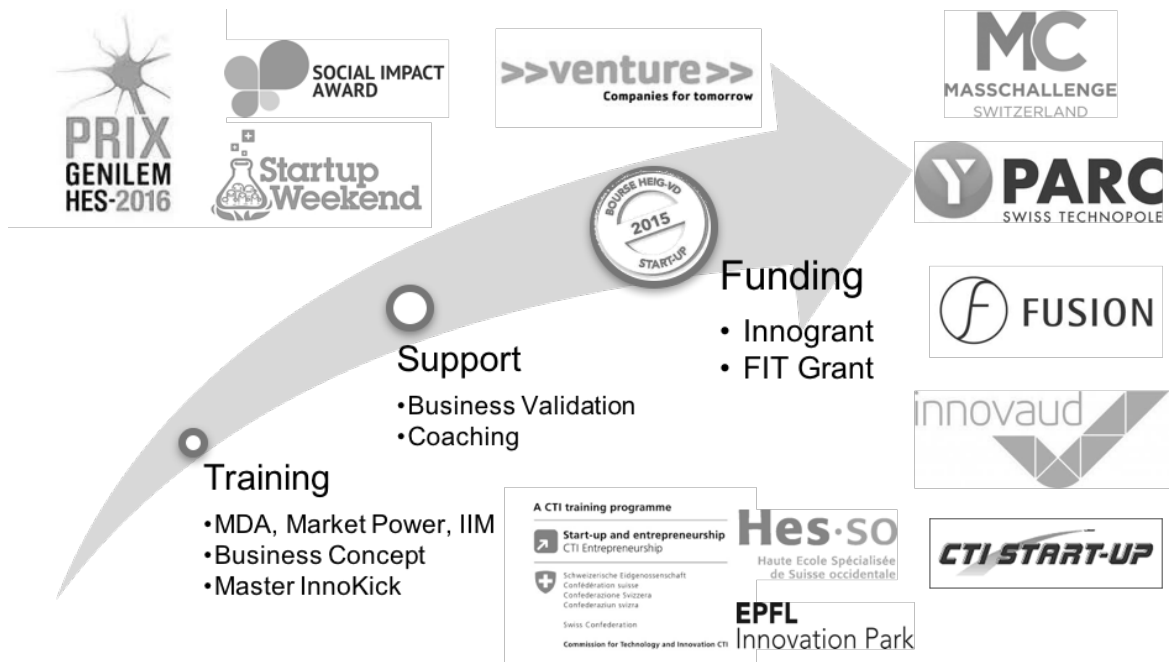 PRIX
GENILEM
HES-2016
SOCIAL IMPACT
AWARD
Startup
Weekend
>>venture>>
Companies for tomorrow
MC
MASSCHALLENGE
SWITZERLAND
Y PARC
SWISS TECHNOPOLE
BOURSE HEIG-VD
2015
START-UP
Funding
• Innogrant
• FIT Grant
F FUSION
Support
•Business Validation
•Coaching
innovaud
Training
•MDA, Market Power, IIM
•Business Concept
•Master InnoKick
A CTI training programme
Start-up and entrepreneurship
CTI Entrepreneurship
Schweizerische Eidgenossenschaft
Confédération suisse
Confederazione Svizzera
Confederaziun svizra
Swiss Confederation
Commission for Technology and Innovation CTI
Hes·so
Haute Ecole Spécialisée
de Suisse occidentale
EPFL
Innovation Park
CTI START-UP